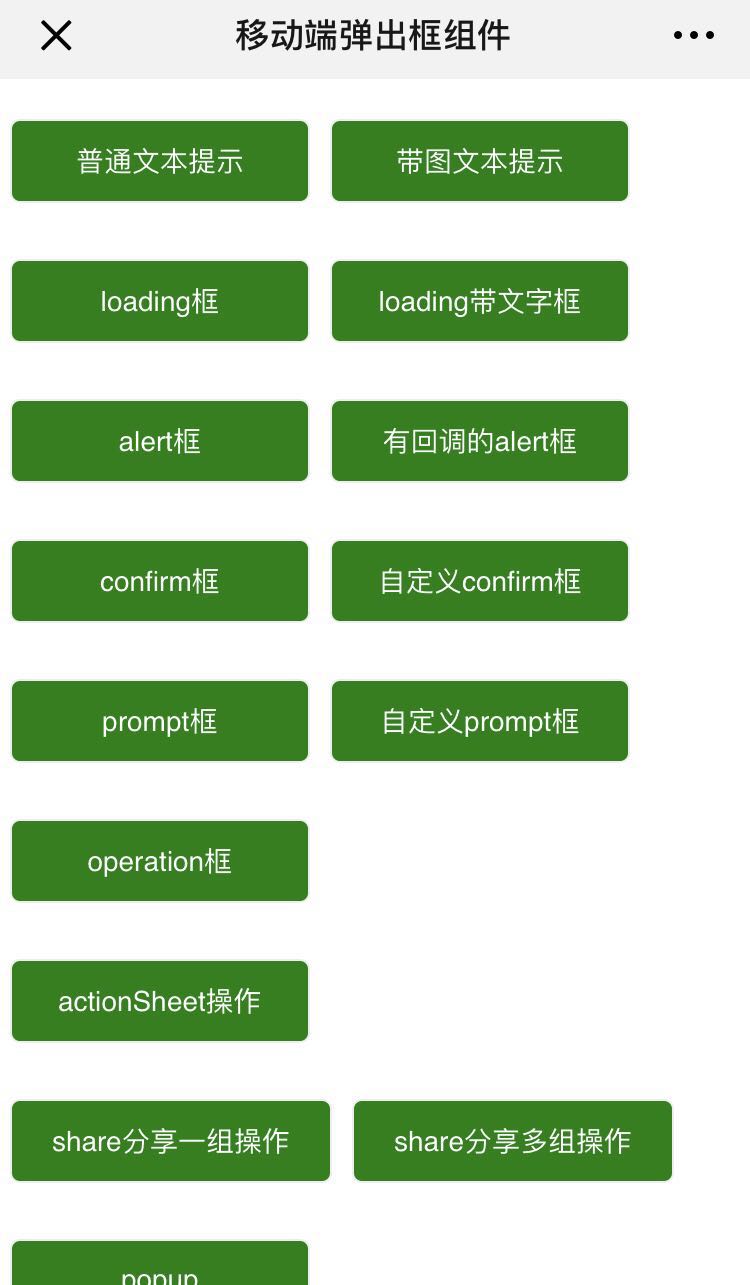 移动端弹出框组件
普通文本提示 带图文本提示
loading框 loading带文字框
alert框 有回调的alert框
confirm框 自定义confirm框
prompt框 自定义prompt框
operation框
actionSheet操作
share分享一组操作 share分享多组操作
popup